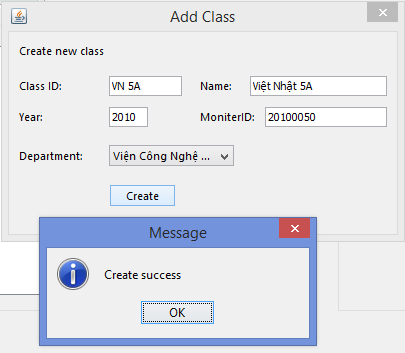 Add Class
Create new class
Class ID: VN 5A Name: Việt Nhật 5A
Year: 2010 MoniterID: 20100050
Department: Viện Công Nghệ ...
Create
Message
Create success
OK